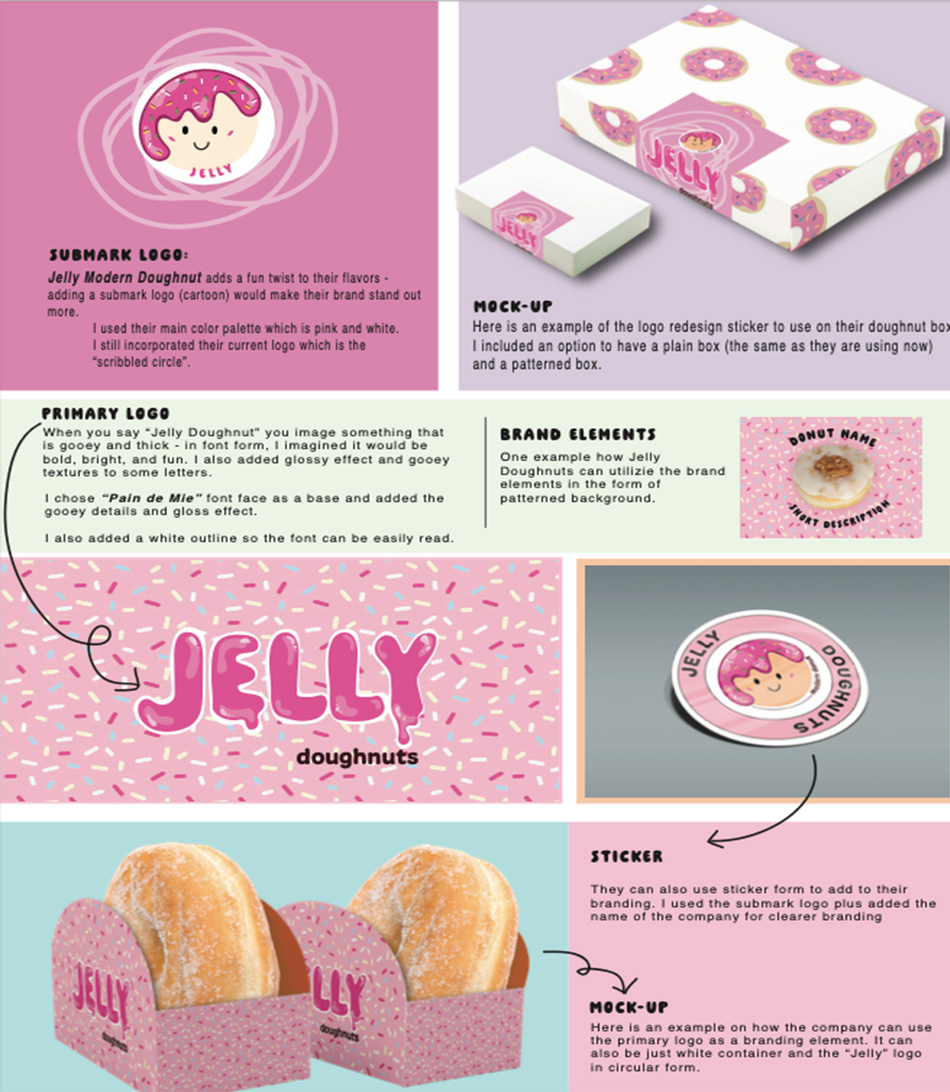 JELLY
SUBMARK LOGO:
Jelly Modern Doughnut adds a fun twist to their flavors -
adding a submark logo (cartoon) would make their brand stand out
more.
I used their main color palette which is pink and white.
I still incorporated their current logo which is the
“scribbled circle”.
JELLY
doughnuts
JELLY
MOCK-UP
Here is an example of the logo redesign sticker to use on their doughnut box
I included an option to have a plain box (the same as they are using now)
and a patterned box.
PRIMARY LOGO
When you say “Jelly Doughnut” you image something that
is gooey and thick - in font form, I imagined it would be
bold, bright, and fun. I also added glossy effect and gooey
textures to some letters.
I chose “Pain de Mie” font face as a base and added the
gooey details and gloss effect.
I also added a white outline so the font can be easily read.
BRAND ELEMENTS
One example how Jelly
Doughnuts can utilizie the brand
elements in the form of
patterned background.
DONUT NAME
SHORT DESCRIPTION
JELLY
doughnuts
JELLY DOUGHNUTS
STICKER
They can also use sticker form to add to their
branding. I used the submark logo plus added the
name of the company for clearer branding
JELLY
doughnuts
LLY
doughnuts
MOCK-UP
Here is an example on how the company can use
the primary logo as a branding element. It can
also be just white container and the “Jelly” logo
in circular form.